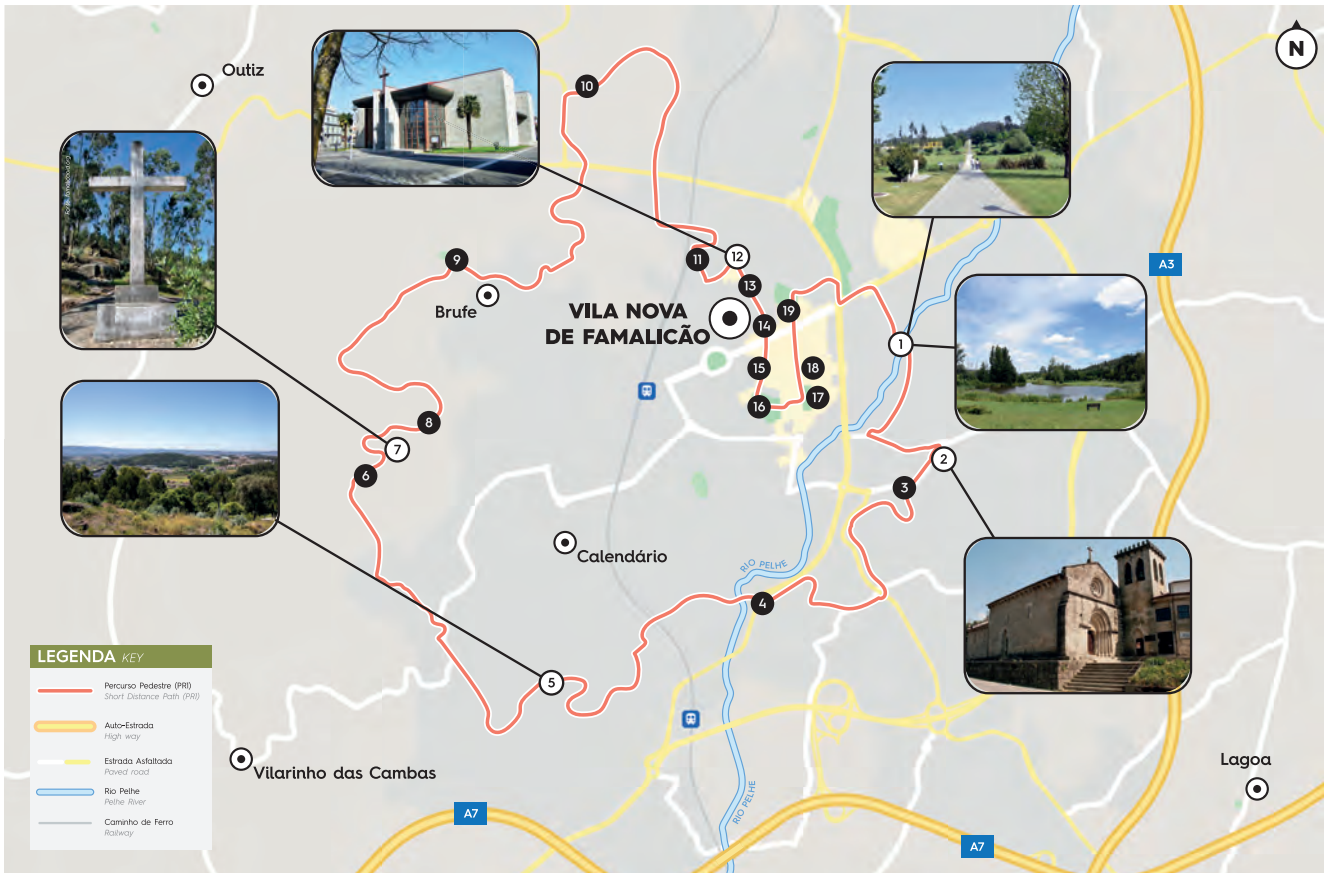 N
Outiz
10
A3
9
11
12
13
Brufe
VILA NOVA
DE FAMALICÃO
19
14
1
15
18
16
17
8
7
2
6
3
Calendário
RIO PELHE
4
5
LEGENDA KEY
Percurso Pedestre (PR1)
Short Distance Path (PR1)
Auto-Estrada
High way
Estrada Asfaltada
Paved road
Rio Pelhe
Pelhe River
Caminho de Ferro
Railway
Vilarinho das Cambas
Lagoa
RIO PELHE
A7
A7